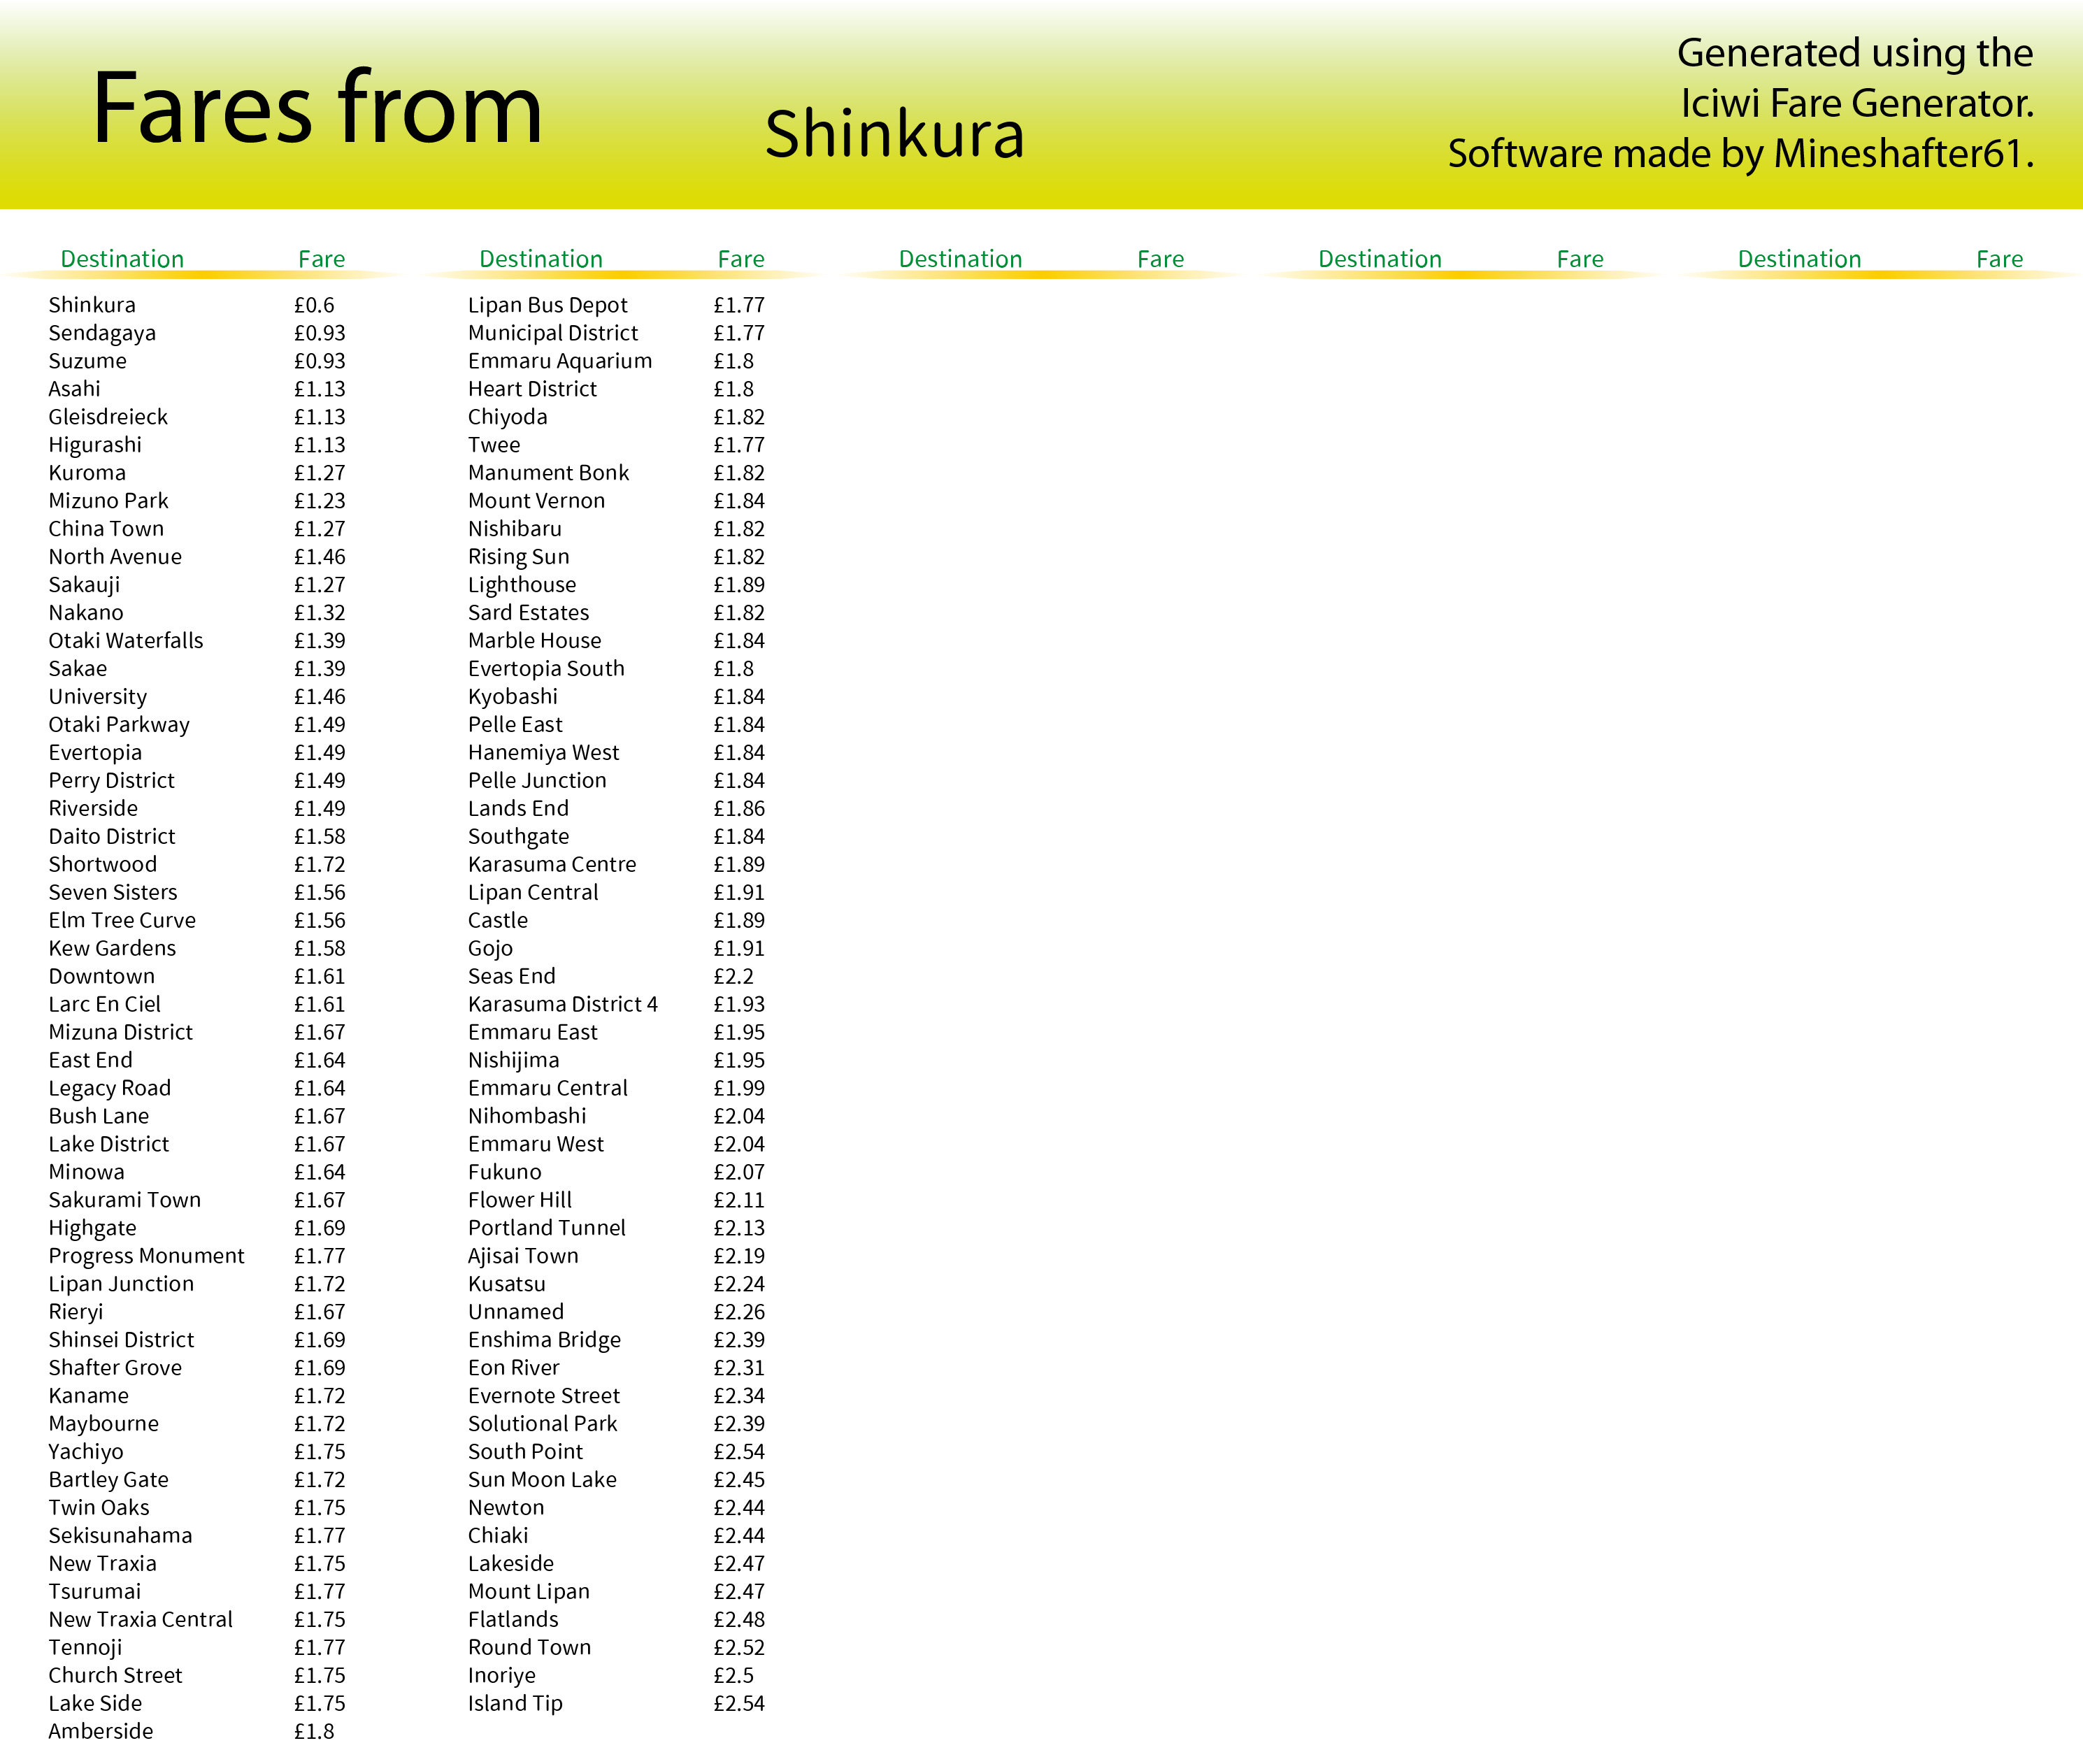 Fares from
Shinkura
Generated using the
Iciwi Fare Generator.
Software made by Mineshafter61.
Destination Fare
Shinkura £0.6
Sendagaya £0.93
Suzume £0.93
Asahi £1.13
Gleisdreieck £1.13
Higurashi £1.13
Kuroma £1.27
Mizuno Park £1.23
China Town £1.27
North Avenue £1.46
Sakauji £1.27
Nakano £1.32
Otaki Waterfalls £1.39
Sakae £1.39
University £1.46
Otaki Parkway £1.49
Evertopia £1.49
Perry District £1.49
Riverside £1.49
Daito District £1.58
Shortwood £1.72
Seven Sisters £1.56
Elm Tree Curve £1.56
Kew Gardens £1.58
Downtown £1.61
Larc En Ciel £1.61
Mizuna District £1.67
East End £1.64
Legacy Road £1.64
Bush Lane £1.67
Lake District £1.67
Minowa £1.64
Sakurami Town £1.67
Highgate £1.69
Progress Monument £1.77
Lipan Junction £1.72
Rieryi £1.67
Shinsei District £1.69
Shafter Grove £1.69
Kaname £1.72
Maybourne £1.72
Yachiyo £1.75
Bartley Gate £1.72
Twin Oaks £1.75
Sekisunahama £1.77
New Traxia £1.75
Tsurumai £1.77
New Traxia Central £1.75
Tennoji £1.77
Church Street £1.75
Lake Side £1.75
Amberside £1.8
Destination Fare
Lipan Bus Depot £1.77
Municipal District £1.77
Emmaru Aquarium £1.8
Heart District £1.8
Chiyoda £1.82
Twee £1.77
Manument Bonk £1.82
Mount Vernon £1.84
Nishibaru £1.82
Rising Sun £1.82
Lighthouse £1.89
Sard Estates £1.82
Marble House £1.84
Evertopia South £1.8
Kyobashi £1.84
Pelle East £1.84
Hanemiya West £1.84
Pelle Junction £1.84
Lands End £1.86
Southgate £1.84
Karasuma Centre £1.89
Lipan Central £1.91
Castle £1.89
Gojo £1.91
Seas End £2.2
Karasuma District 4 £1.93
Emmaru East £1.95
Nishijima £1.95
Emmaru Central £1.99
Nihombashi £2.04
Emmaru West £2.04
Fukuno £2.07
Flower Hill £2.11
Portland Tunnel £2.13
Ajisai Town £2.19
Kusatsu £2.24
Unnamed £2.26
Enshima Bridge £2.39
Eon River £2.31
Evernote Street £2.34
Solutional Park £2.39
South Point £2.54
Sun Moon Lake £2.45
Newton £2.44
Chiaki £2.44
Lakeside £2.47
Mount Lipan £2.47
Flatlands £2.48
Round Town £2.52
Inoriye £2.5
Island Tip £2.54
Destination Fare
Destination Fare
Destination Fare